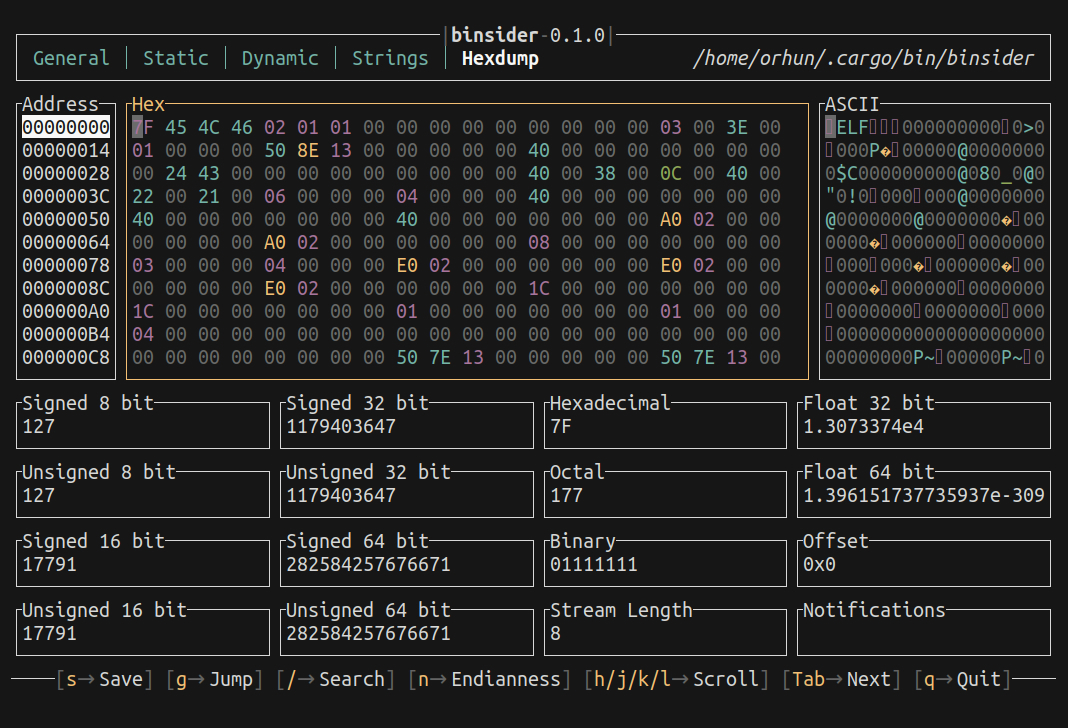 binsider-0.1.0
General | Static | Dynamic | Strings | Hexdump /home/orhun/.cargo/bin/binsider
Address Hex ASCII
00000000 7F 45 4C 46 02 01 01 00 00 00 00 00 00 00 00 00 03 00 3E 00 ▯ELF▯▯▯000000000▯0>0
00000014 01 00 00 00 50 8E 13 00 00 00 00 00 40 00 00 00 00 00 00 00 ▯000P�▯00000@0000000
00000028 00 24 43 00 00 00 00 00 00 00 00 00 40 00 38 00 0C 00 40 00 0$C000000000@080_0@0
0000003C 22 00 21 00 06 00 00 00 04 00 00 00 40 00 00 00 00 00 00 00 "0!0▯000▯000@0000000
00000050 40 00 00 00 00 00 00 00 40 00 00 00 00 00 00 00 A0 02 00 00 @0000000@0000000�▯00
00000064 00 00 00 00 A0 02 00 00 00 00 00 00 08 00 00 00 00 00 00 00 0000�▯000000▯0000000
00000078 03 00 00 00 04 00 00 00 E0 02 00 00 00 00 00 00 E0 02 00 00 ▯000▯000�▯000000�▯00
0000008C 00 00 00 00 E0 02 00 00 00 00 00 00 1C 00 00 00 00 00 00 00 0000�▯000000▯0000000
000000A0 1C 00 00 00 00 00 00 00 01 00 00 00 00 00 00 00 01 00 00 00 ▯0000000▯0000000▯000
000000B4 04 00 00 00 00 00 00 00 00 00 00 00 00 00 00 00 00 00 00 00 ▯0000000000000000000
000000C8 00 00 00 00 00 00 00 00 50 7E 13 00 00 00 00 00 50 7E 13 00 00000000P~▯00000P~▯0
Signed 8 bit Signed 32 bit Hexadecimal Float 32 bit
127 1179403647 7F 1.3073374e4
Unsigned 8 bit Unsigned 32 bit Octal Float 64 bit
127 1179403647 177 1.396151737735937e-309
Signed 16 bit Signed 64 bit Binary Offset
17791 282584257676671 01111111 0x0
Unsigned 16 bit Unsigned 64 bit Stream Length Notifications
17791 282584257676671 8
[s→Save] [g→Jump] [/→Search] [n→Endianness] [h/j/k/l→Scroll] [Tab→Next] [q→Quit]